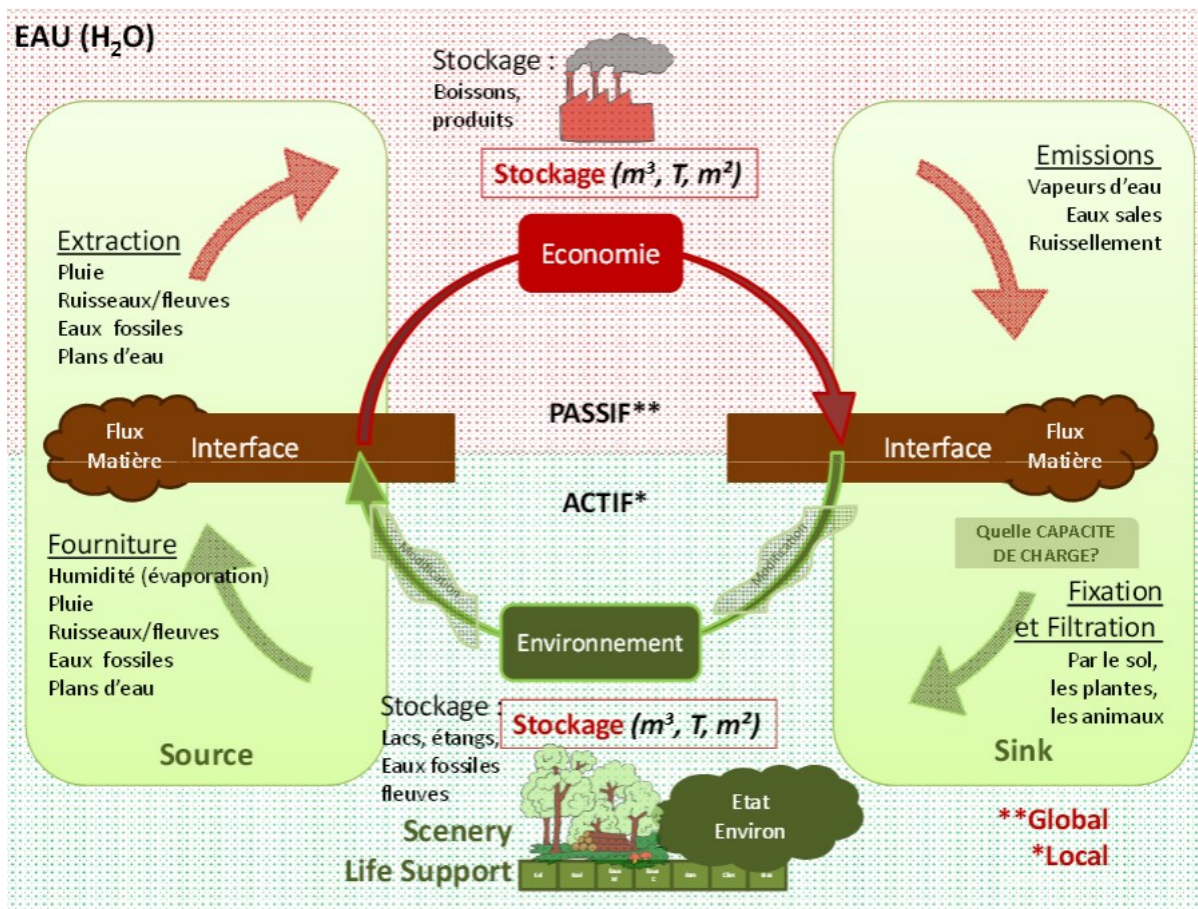 EAU (H₂O)
Stockage :
Boissons,
produits
Stockage (m³, T, m²)
Economie
Extraction
Pluie
Ruisseaux/fleuves
Eaux fossiles
Plans d'eau
Emissions
Vapeurs d'eau
Eaux sales
Ruissellement
Flux
Matière
Interface
PASSIF**
Interface
Flux
Matière
ACTIF*
Modification
Modification
Quelle CAPACITE
DE CHARGE?
Fourniture
Humidité (évaporation)
Pluie
Ruisseaux/fleuves
Eaux fossiles
Plans d'eau
Source
Environnement
Fixation
et Filtration
Par le sol,
les plantes,
les animaux
Sink
Stockage :
Lacs, étangs,
Eaux fossiles
fleuves
Stockage (m³, T, m²)
Etat
Environ
Scenery
Life Support
**Global
*Local